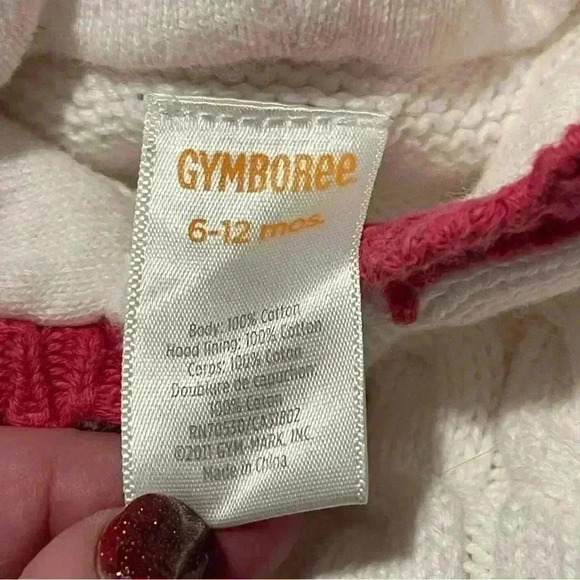 GYMBOREE
6-12 mos.
Body: 100% Cotton
Hood lining: 100% Cotton
Corps: 100% Coton
Doublure de capuchon
100% Coton
RN70530/CA31802
©2011 GYM-MARK, INC.
Made in China